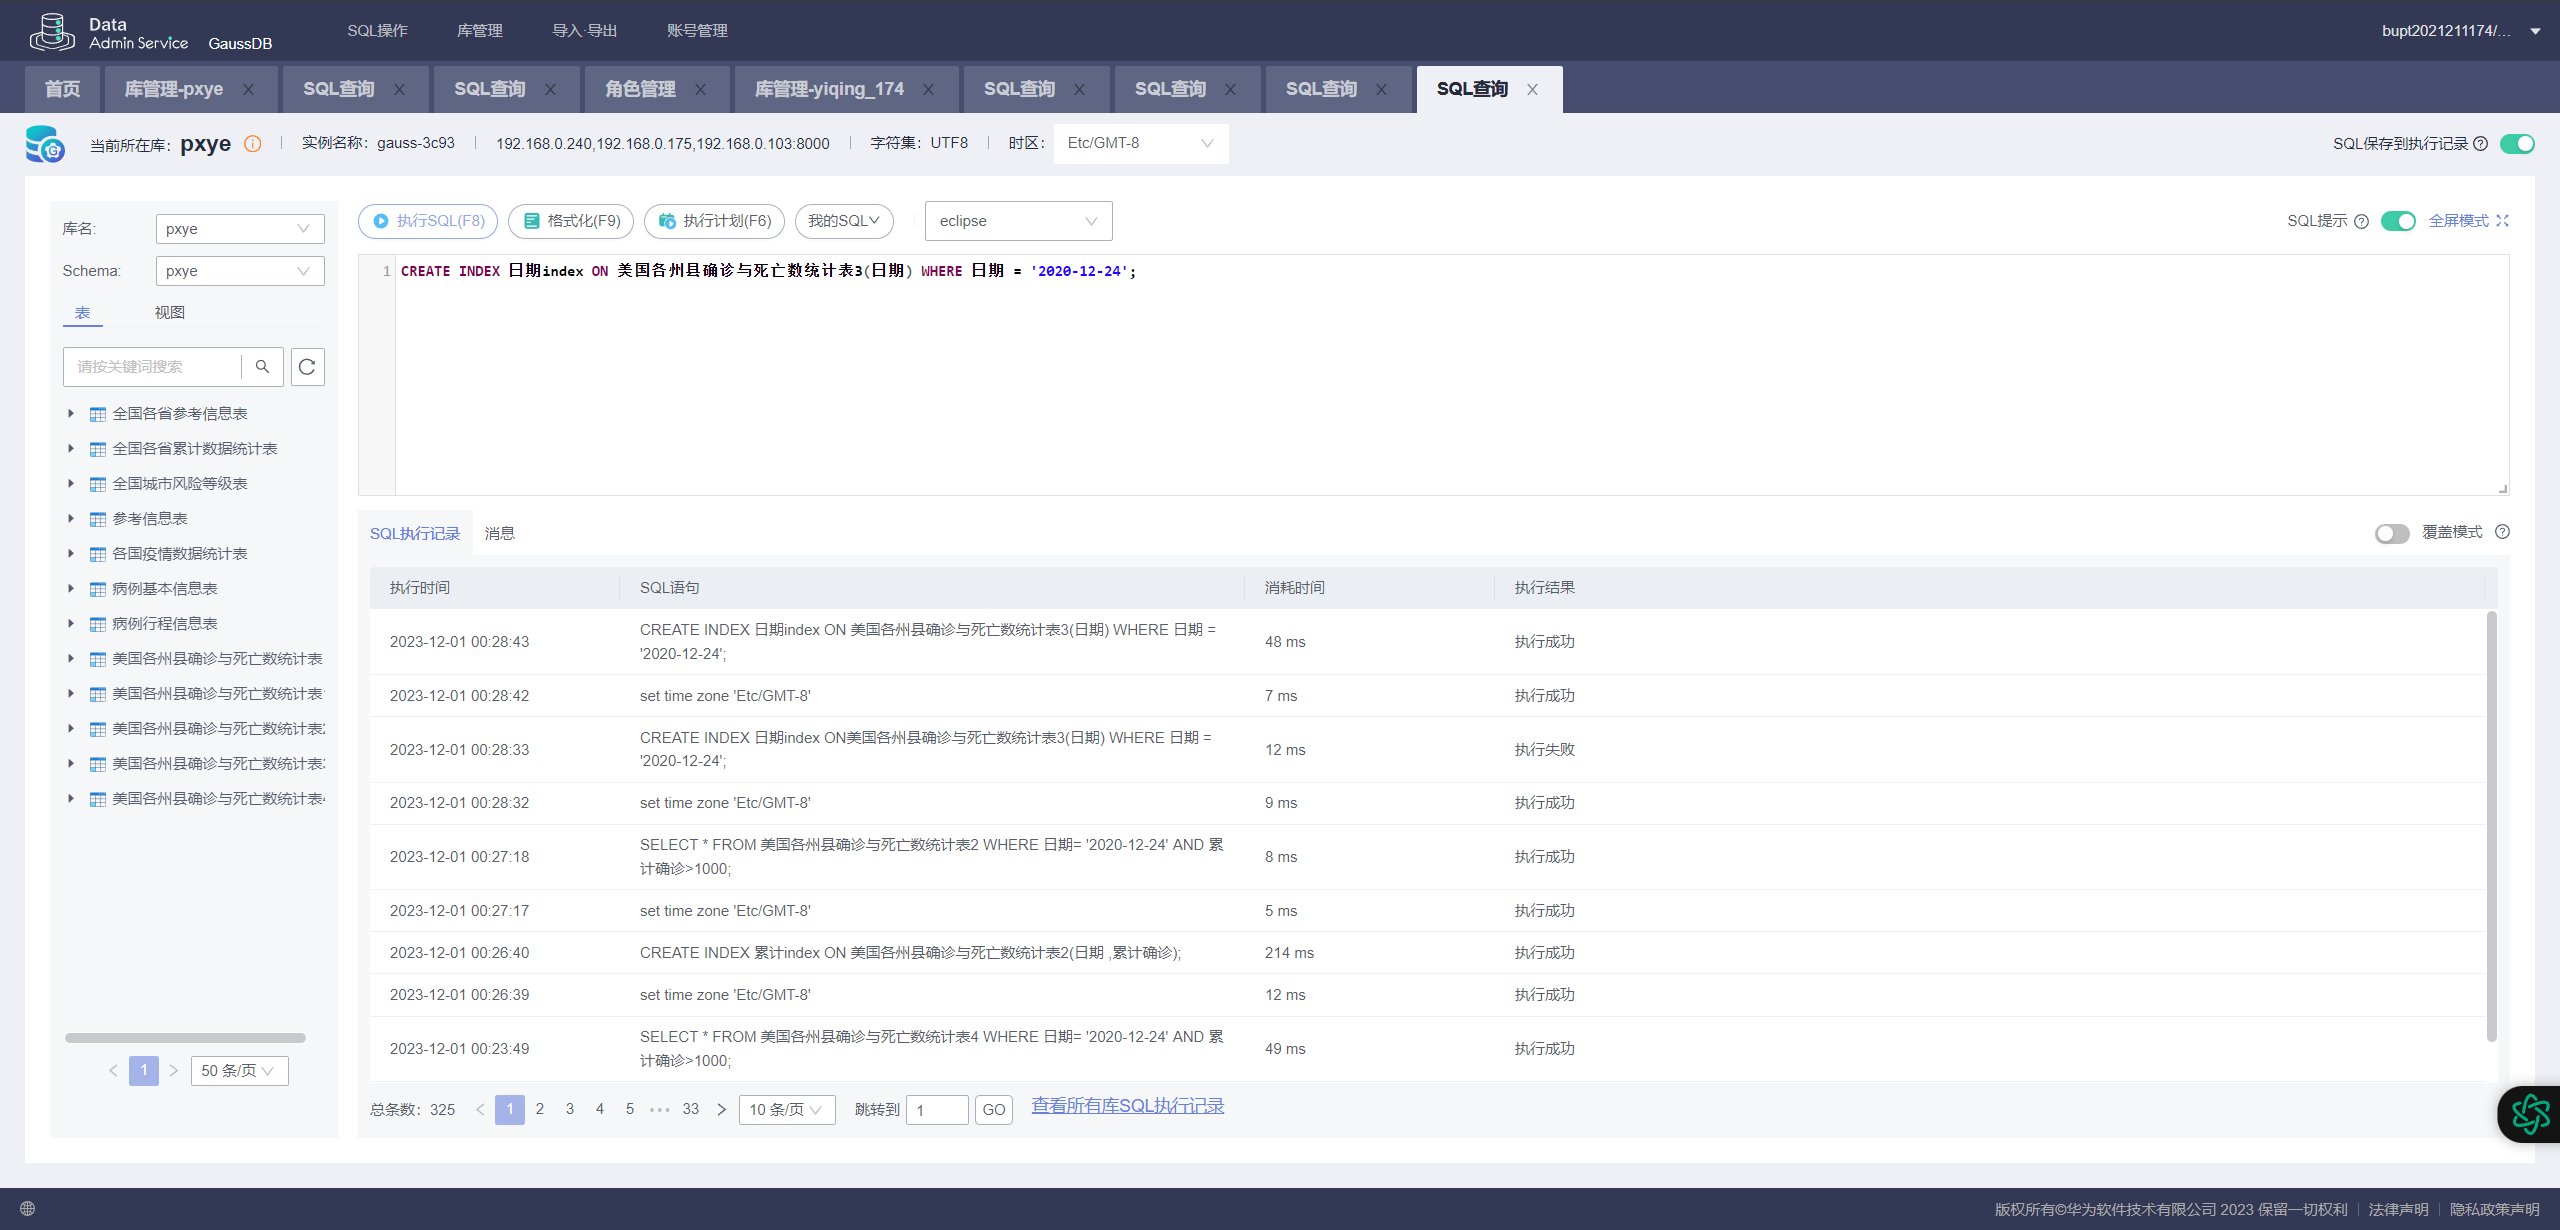 Data
Admin Service GaussDB
SQL操作 库管理 导入·导出 账号管理
bupt2021211174/...
首页 库管理-pxye SQL查询 SQL查询 角色管理 库管理-yiqing_174 SQL查询 SQL查询 SQL查询 SQL查询
当前所在库: pxye 实例名称: gauss-3c93 192.168.0.240,192.168.0.175,192.168.0.103:8000 字符集: UTF8 时区: Etc/GMT-8 SQL保存到执行记录
库名: pxye
Schema: pxye
表 视图
请按关键词搜索
全国各省参考信息表
全国各省累计数据统计表
全国城市风险等级表
参考信息表
各国疫情数据统计表
病例基本信息表
病例行程信息表
美国各州县确诊与死亡数统计表
美国各州县确诊与死亡数统计表
美国各州县确诊与死亡数统计表2
美国各州县确诊与死亡数统计表3
美国各州县确诊与死亡数统计表4
1 50 条/页
执行SQL(F8) 格式化(F9) 执行计划(F6) 我的SQL eclipse SQL提示 全屏模式
1 CREATE INDEX 日期index ON 美国各州县确诊与死亡数统计表3(日期) WHERE 日期 = '2020-12-24';
SQL执行记录 消息 覆盖模式
执行时间 SQL语句 消耗时间 执行结果
2023-12-01 00:28:43 CREATE INDEX 日期index ON 美国各州县确诊与死亡数统计表3(日期) WHERE 日期 =
'2020-12-24'; 48 ms 执行成功
2023-12-01 00:28:42 set time zone 'Etc/GMT-8' 7 ms 执行成功
2023-12-01 00:28:33 CREATE INDEX 日期index ON美国各州县确诊与死亡数统计表3(日期) WHERE 日期 =
'2020-12-24'; 12 ms 执行失败
2023-12-01 00:28:32 set time zone 'Etc/GMT-8' 9 ms 执行成功
2023-12-01 00:27:18 SELECT * FROM 美国各州县确诊与死亡数统计表2 WHERE 日期= '2020-12-24' AND 累
计确诊>1000; 8 ms 执行成功
2023-12-01 00:27:17 set time zone 'Etc/GMT-8' 5 ms 执行成功
2023-12-01 00:26:40 CREATE INDEX 累计index ON 美国各州县确诊与死亡数统计表2(日期 ,累计确诊); 214 ms 执行成功
2023-12-01 00:26:39 set time zone 'Etc/GMT-8' 12 ms 执行成功
2023-12-01 00:23:49 SELECT * FROM 美国各州县确诊与死亡数统计表4 WHERE 日期= '2020-12-24' AND 累
计确诊>1000; 49 ms 执行成功
总条数: 325 1 2 3 4 5 ••• 33 10 条/页 跳转到 1 GO 查看所有库SQL执行记录
版权所有©华为软件技术有限公司 2023 保留一切权利 法律声明 隐私政策声明